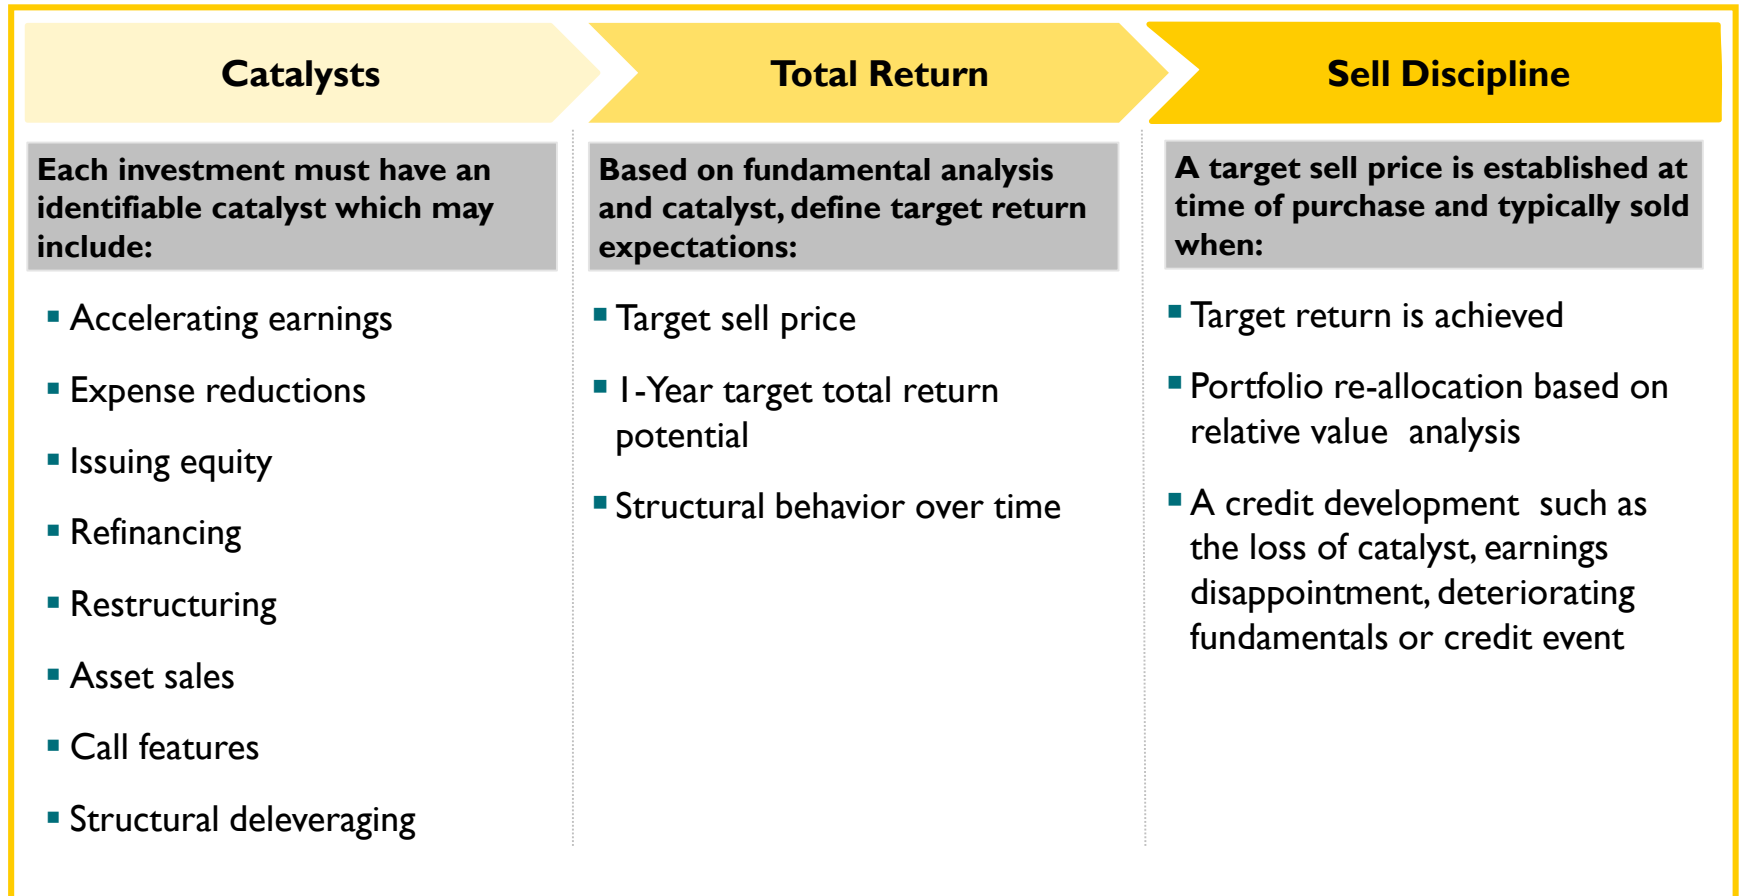 Catalysts
Each investment must have an
identifiable catalyst which may
include:
▪ Accelerating earnings
▪ Expense reductions
▪ Issuing equity
▪ Refinancing
▪ Restructuring
▪ Asset sales
▪ Call features
▪ Structural deleveraging
Total Return
Based on fundamental analysis
and catalyst, define target return
expectations:
▪ Target sell price
▪ 1-Year target total return
potential
▪ Structural behavior over time
Sell Discipline
A target sell price is established at
time of purchase and typically sold
when:
▪ Target return is achieved
▪ Portfolio re-allocation based on
relative value analysis
▪ A credit development such as
the loss of catalyst, earnings
disappointment, deteriorating
fundamentals or credit event